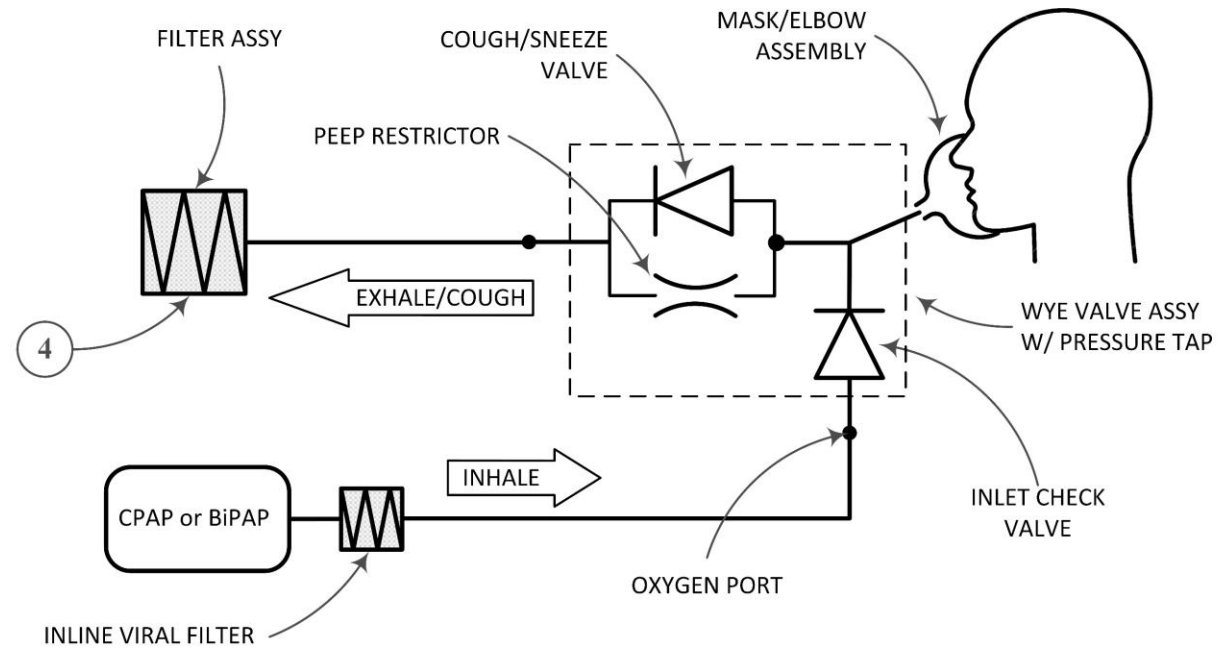 FILTER ASSY
COUGH/SNEEZE
VALVE
MASK/ELBOW
ASSEMBLY
PEEP RESTRICTOR
EXHALE/COUGH
4
WYE VALVE ASSY
W/ PRESSURE TAP
INHALE
CPAP or BiPAP
INLET CHECK
VALVE
OXYGEN PORT
INLINE VIRAL FILTER